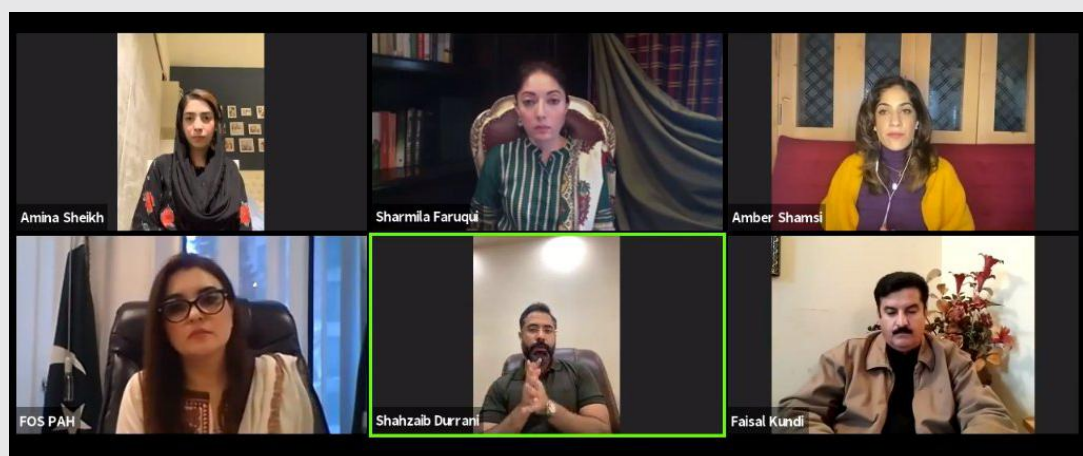 Amina Sheikh
Sharmila Faruqui
Amber Shamsi
FOS PAH
Shahzaib Durrani
Faisal Kundi